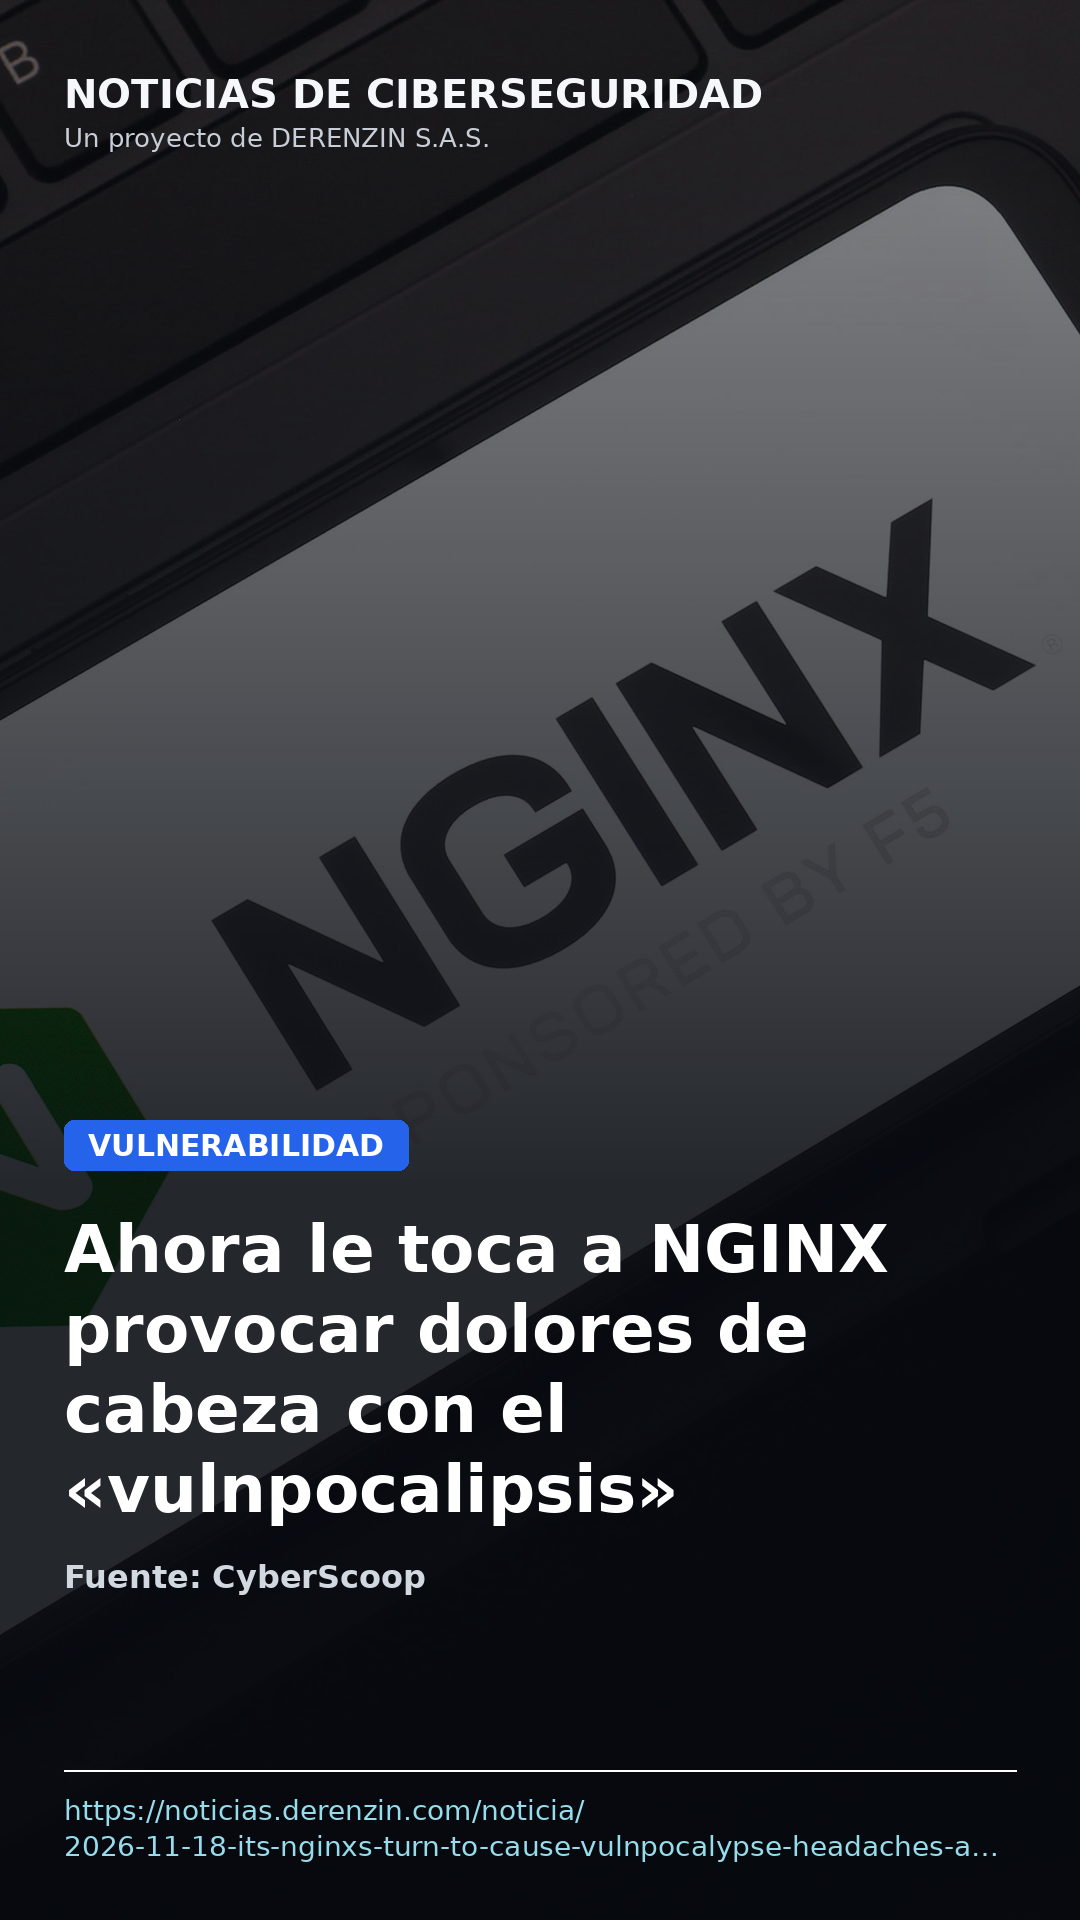 B
NOTICIAS DE CIBERSEGURIDAD
Un proyecto de DERENZIN S.A.S.
NGINX
®
PONSORED BY F5
VULNERABILIDAD
Ahora le toca a NGINX
provocar dolores de
cabeza con el
«vulnpocalipsis»
Fuente: CyberScoop
https://noticias.derenzin.com/noticia/
2026-11-18-its-nginxs-turn-to-cause-vulnpocalypse-headaches-a...